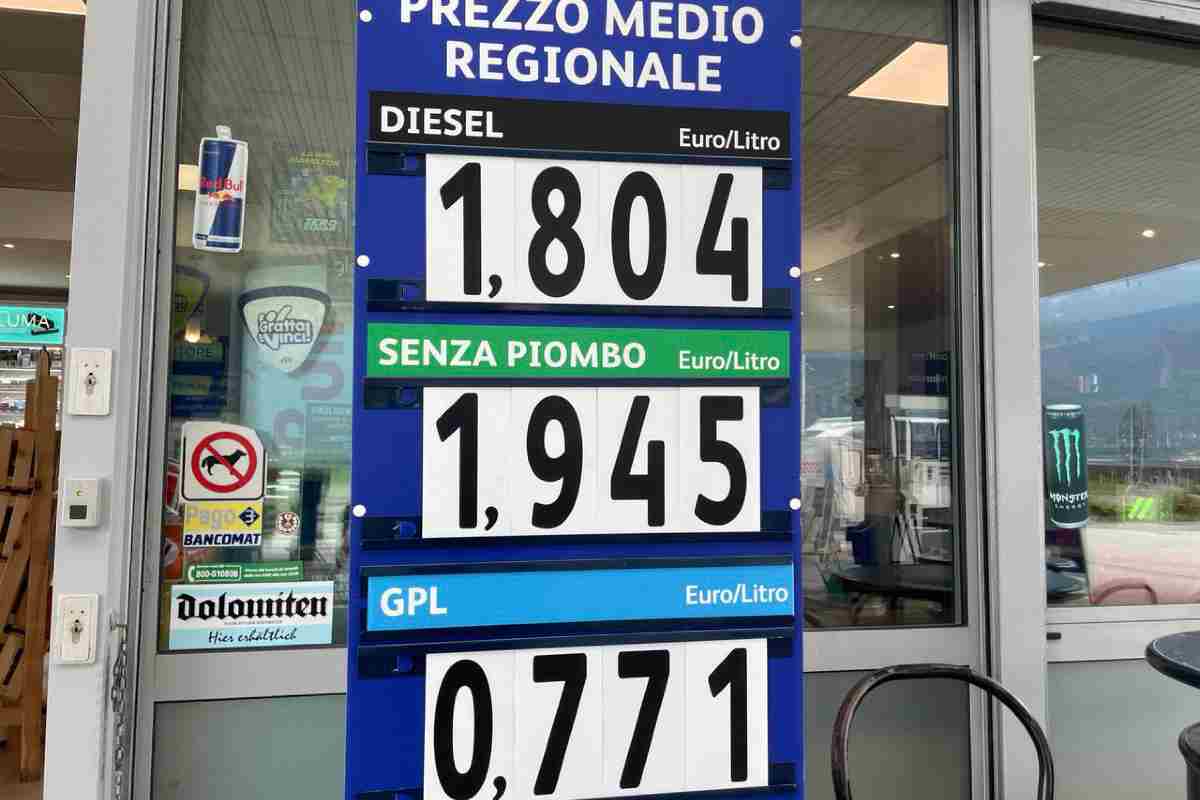 PREZZO MEDIO
REGIONALE
DIESEL Euro/Litro
1,804
SENZA PIOMBO Euro/Litro
1,945
GPL Euro/Litro
0,771
Red Bull
LUMA
Gratta
e Vinci!
Pago
BANCOMAT
Dolomiten
Hier erhältlich
MONSTER